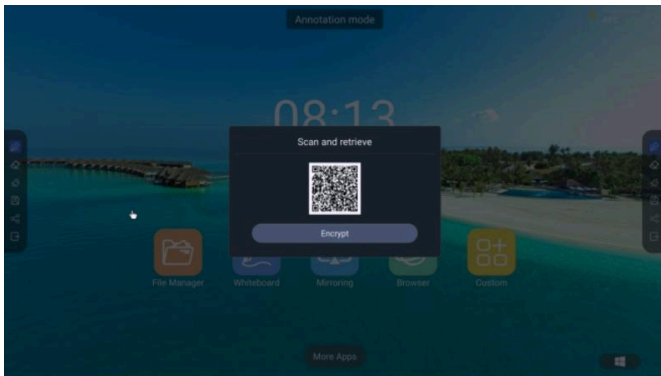 Annotation mode
08:13
Scan and retrieve
Encrypt
File Manager
Whiteboard
Mirroring
Browser
Custom
More Apps